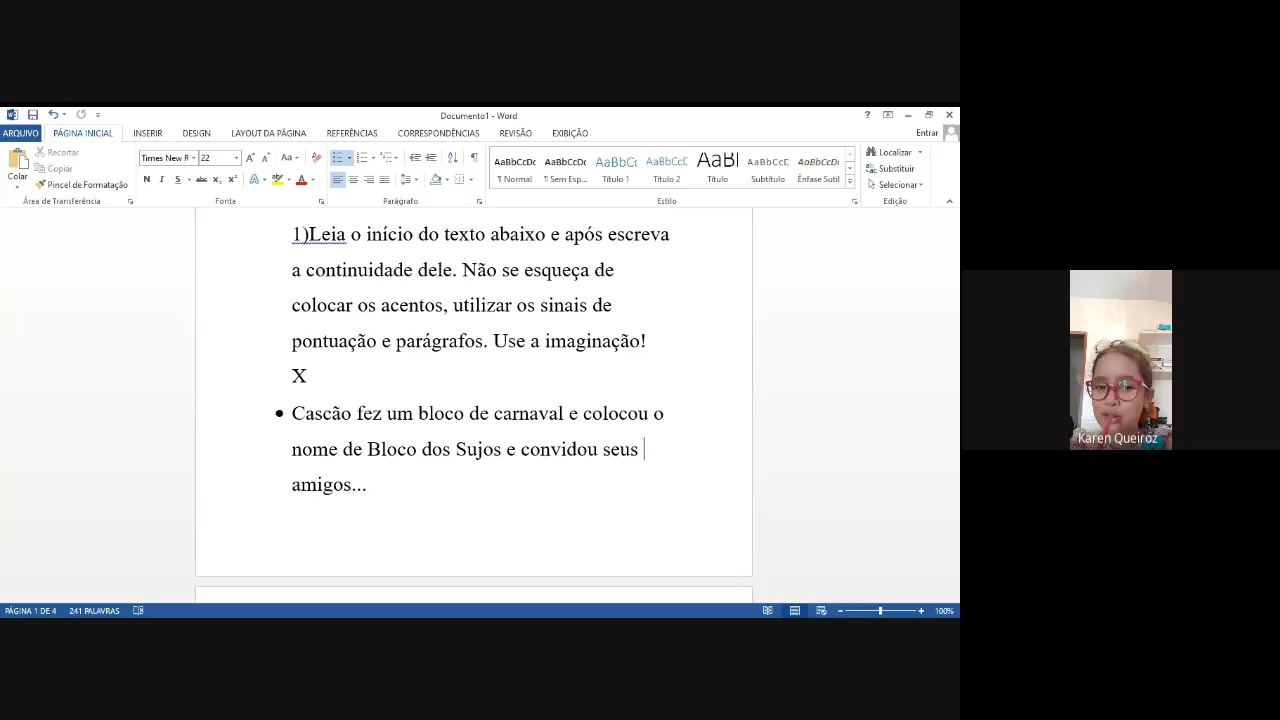 Documento1 - Word
ARQUIVO PÁGINA INICIAL INSERIR DESIGN LAYOUT DA PÁGINA REFERÊNCIAS CORRESPONDÊNCIAS REVISÃO EXIBIÇÃO Entrar
Colar
Recortar
Copiar
Pincel de Formatação
Área de Transferência
Times New R 22
Fonte
Parágrafo
AaBbCcDc AaBbCcDc AaBbC AaBbCcD AaBl AaBbCcD AaBbCcDc
¶ Normal ¶ Sem Esp... Título 1 Título 2 Título Subtítulo Ênfase Sutil
Estilo
Localizar
Substituir
Selecionar
Edição
1)Leia o início do texto abaixo e após escreva
a continuidade dele. Não se esqueça de
colocar os acentos, utilizar os sinais de
pontuação e parágrafos. Use a imaginação!
X
• Cascão fez um bloco de carnaval e colocou o
nome de Bloco dos Sujos e convidou seus
amigos...
PÁGINA 1 DE 4 241 PALAVRAS 100%
Karen Queiroz